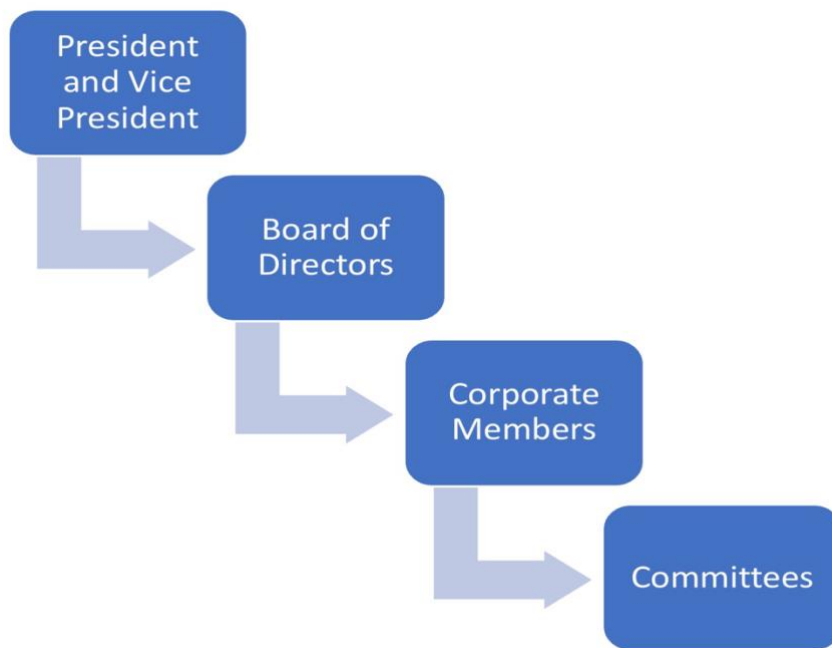 President
and Vice
President
Board of
Directors
Corporate
Members
Committees